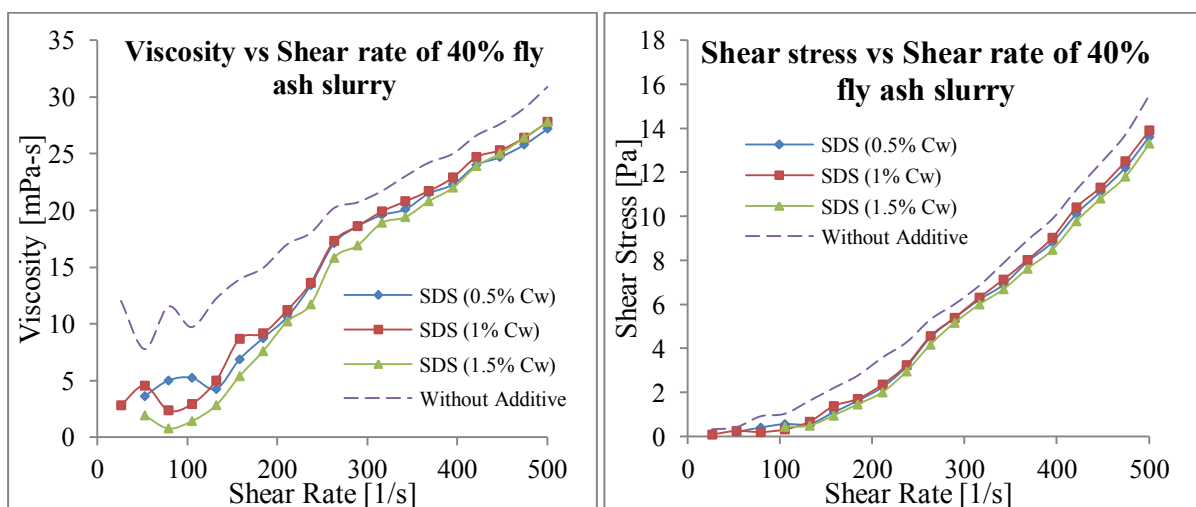 Viscosity vs Shear rate of 40% fly
ash slurry
Viscosity [mPa-s]
40
35
30
25
20
15
10
5
0
SDS (0.5% Cw)
SDS (1% Cw)
SDS (1.5% Cw)
Without Additive
0 100 200 300 400 500
Shear Rate [1/s]
Shear stress vs Shear rate of 40%
fly ash slurry
Shear Stress [Pa]
18
16
14
12
10
8
6
4
2
0
SDS (0.5% Cw)
SDS (1% Cw)
SDS (1.5% Cw)
Without Additive
0 100 200 300 400 500
Shear Rate [1/s]